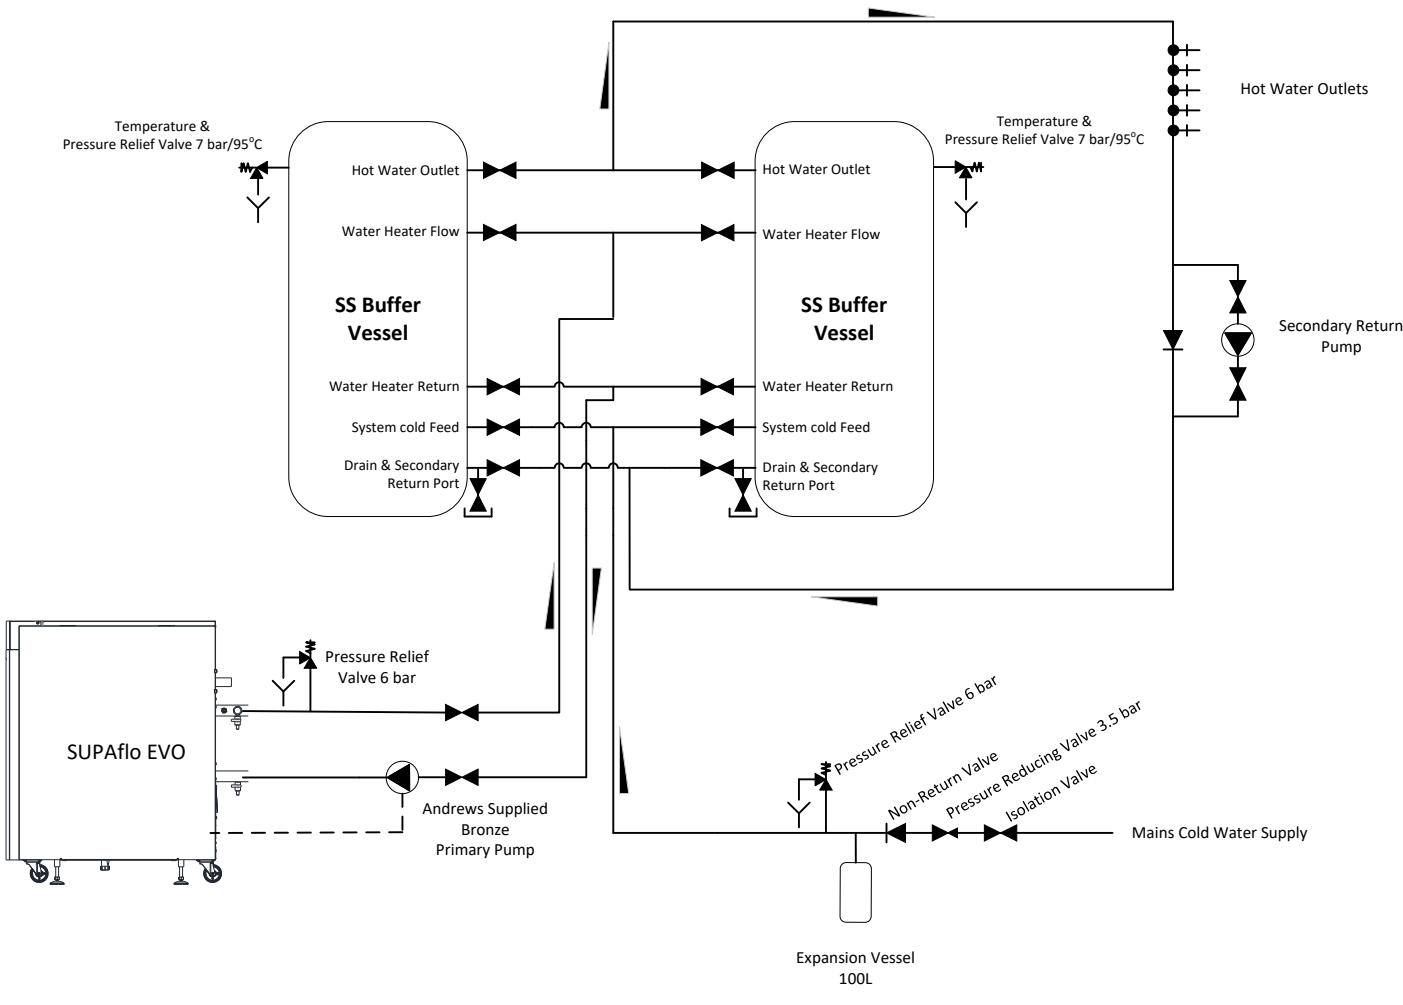 Hot Water Outlets
Temperature &
Pressure Relief Valve 7 bar/95°C
Temperature &
Pressure Relief Valve 7 bar/95°C
Hot Water Outlet
Hot Water Outlet
Water Heater Flow
Water Heater Flow
SS Buffer
Vessel
SS Buffer
Vessel
Secondary Return
Pump
Water Heater Return
Water Heater Return
System cold Feed
System cold Feed
Drain & Secondary
Return Port
Drain & Secondary
Return Port
Pressure Relief
Valve 6 bar
SUPAflo EVO
Andrews Supplied
Bronze
Primary Pump
Pressure Relief Valve 6 bar
Non-Return Valve
Pressure Reducing Valve 3.5 bar
Isolation Valve
Mains Cold Water Supply
Expansion Vessel
100L